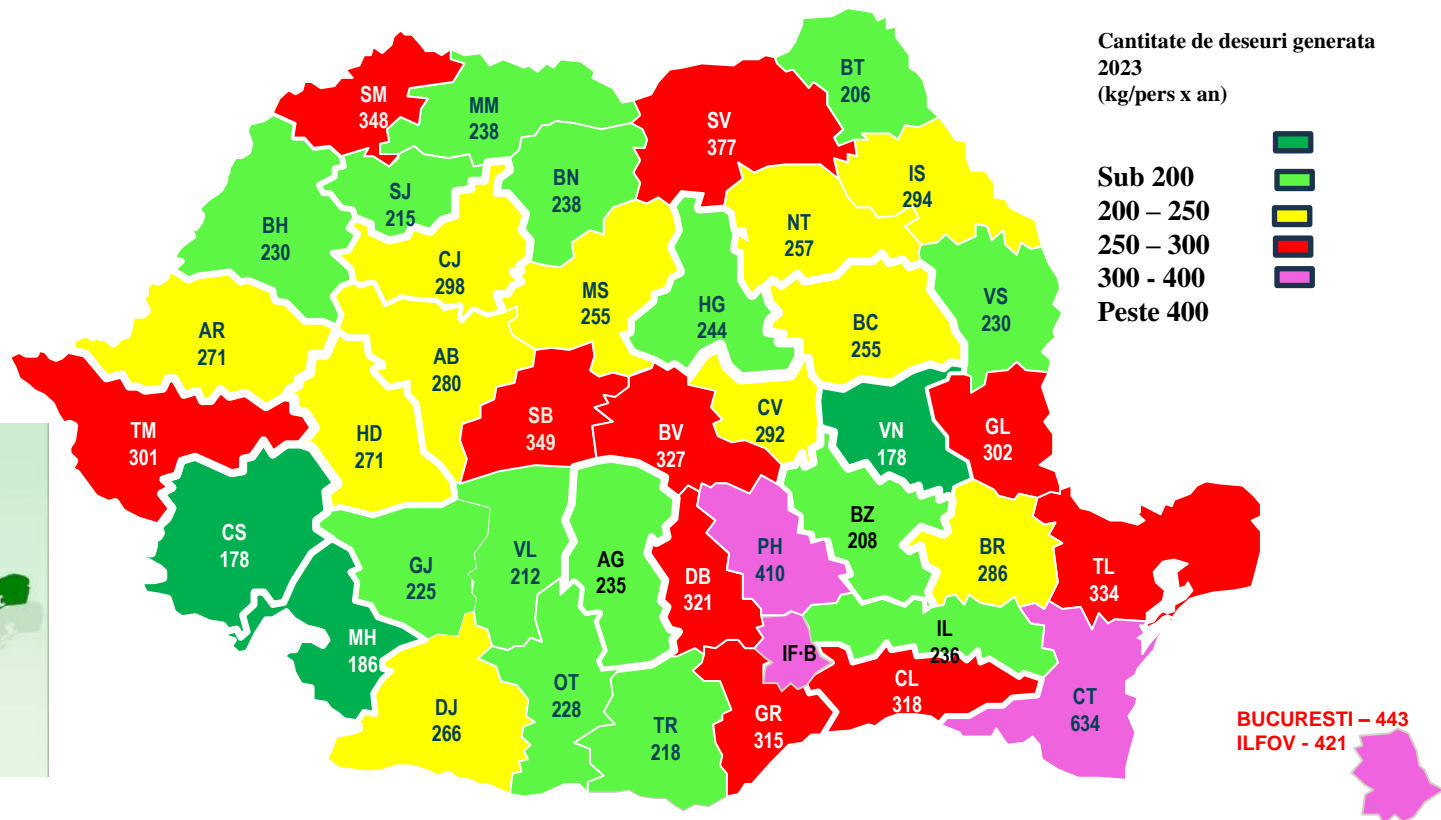 Cantitate de deseuri generata
2023
(kg/pers x an)
Sub 200
200 – 250
250 – 300
300 - 400
Peste 400
BT
206
SM
348
MM
238
SV
377
IS
294
BN
238
SJ
215
BH
230
NT
257
CJ
298
MS
255
HG
244
VS
230
BC
255
AR
271
AB
280
CV
292
SB
349
BV
327
VN
178
GL
302
TM
301
HD
271
BZ
208
CS
178
PH
410
BR
286
VL
212
AG
235
GJ
225
DB
321
TL
334
IL
236
MH
186
IF-B
CL
318
OT
228
CT
634
DJ
266
GR
315
TR
218
BUCURESTI – 443
ILFOV - 421